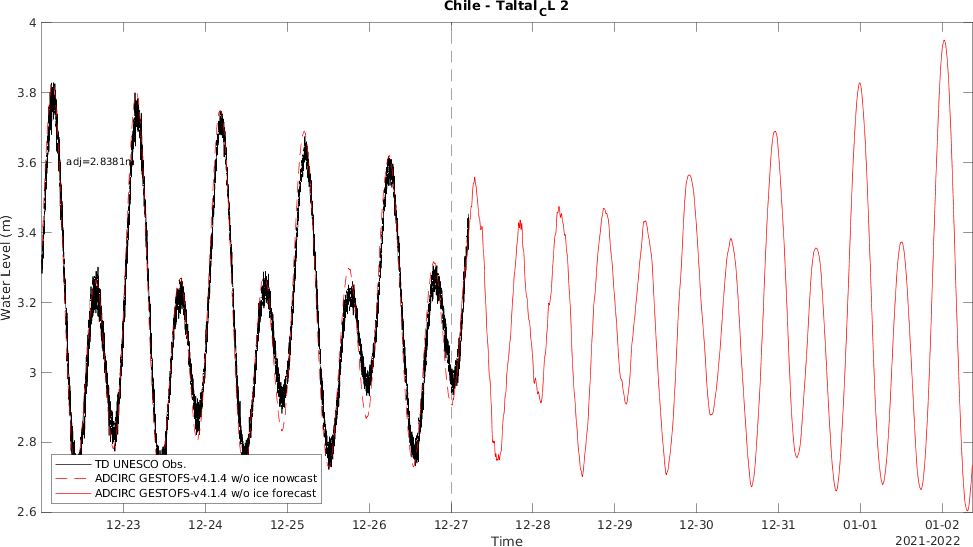 Chile - Taltal_CL 2
4
3.8
3.6
3.4
3.2
3
2.8
2.6
Water Level (m)
adj=2.8381m
TD UNESCO Obs.
ADCIRC GESTOFS-v4.1.4 w/o ice nowcast
ADCIRC GESTOFS-v4.1.4 w/o ice forecast
12-23 12-24 12-25 12-26 12-27 12-28 12-29 12-30 12-31 01-01 01-02
Time
2021-2022